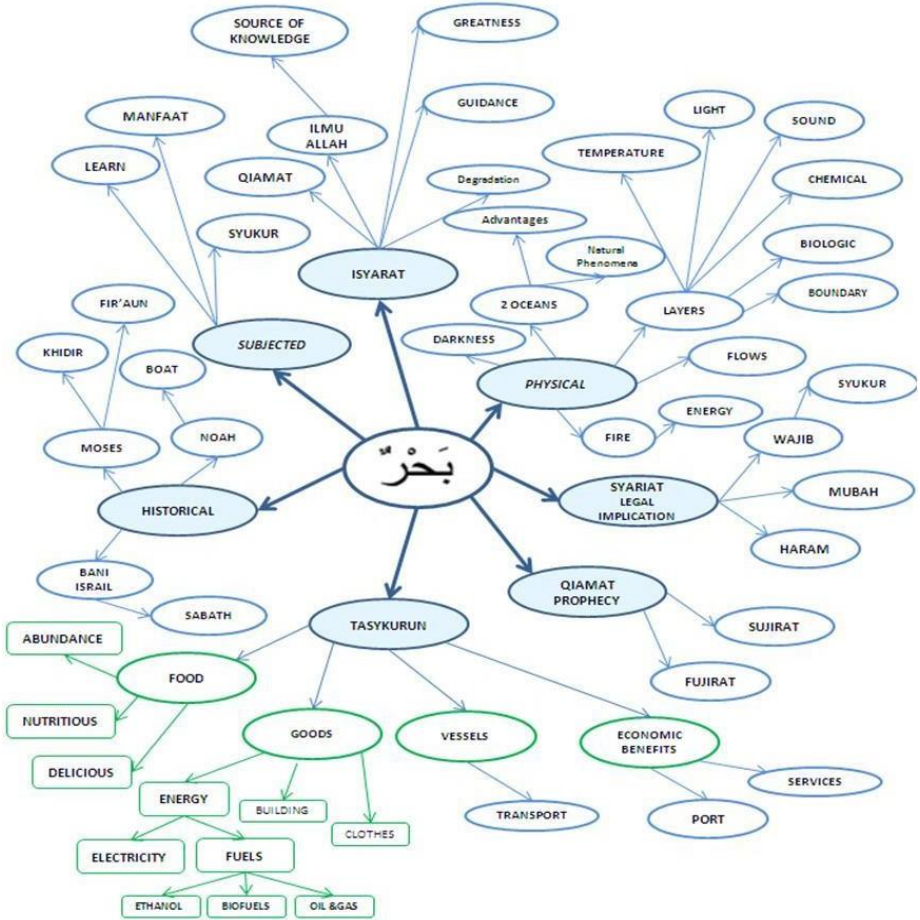 SOURCE OF
KNOWLEDGE
GREATNESS
MANFAAT
GUIDANCE
LIGHT
SOUND
ILMU
ALLAH
LEARN
TEMPERATURE
QIAMAT
Degradation
CHEMICAL
Advantages
SYUKUR
Natural
Phenomena
BIOLOGIC
ISYARAT
FIR'AUN
2 OCEANS
LAYERS
BOUNDARY
SUBJECTED
DARKNESS
KHIDIR
BOAT
PHYSICAL
FLOWS
SYUKUR
ENERGY
MOSES
NOAH
FIRE
WAJIB
بَحْرٌ
SYARIAT
LEGAL
IMPLICATION
MUBAH
HISTORICAL
HARAM
BANI
ISRAIL
QIAMAT
PROPHECY
SABATH
TASYKURUN
SUJIRAT
ABUNDANCE
FOOD
FUJIRAT
NUTRITIOUS
GOODS
VESSELS
ECONOMIC
BENEFITS
DELICIOUS
SERVICES
ENERGY
BUILDING
TRANSPORT
PORT
CLOTHES
ELECTRICITY
FUELS
ETHANOL
BIOFUELS
OIL &GAS